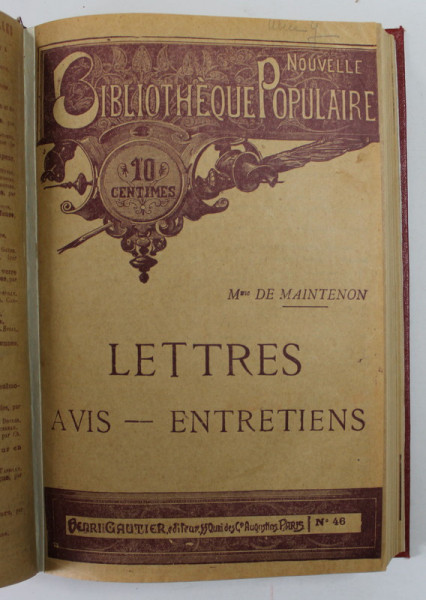 NOUVELLE
BIBLIOTHÈQUE POPULAIRE
10
CENTIMES
Mme DE MAINTENON
LETTRES
AVIS — ENTRETIENS
HENRI GAUTIER, éditeur, 55 Quai des Gds Augustins PARIS N° 46